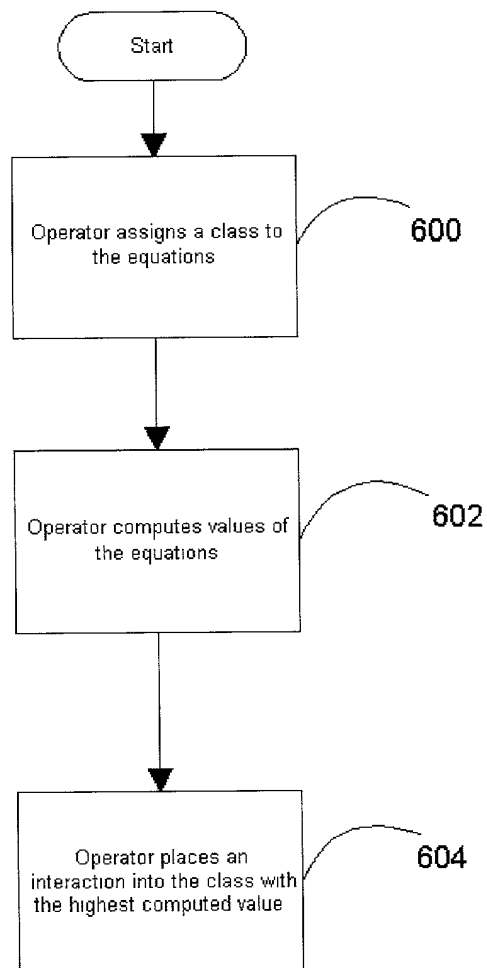 Start
Operator assigns a class to
the equations
600
Operator computes values of
the equations
602
Operator places an
interaction into the class with
the highest computed value
604